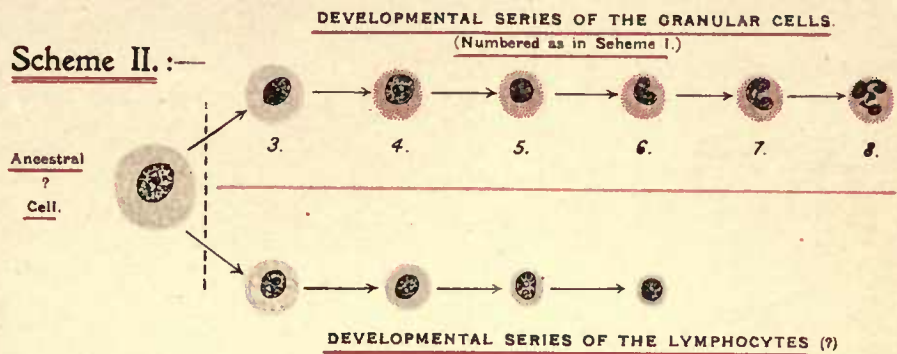 DEVELOPMENTAL SERIES OF THE GRANULAR CELLS.
(Numbered as in Scheme I.)
Scheme II. :—
3. 4. 5. 6. 7. 8.
Ancestral
?
Cell.
DEVELOPMENTAL SERIES OF THE LYMPHOCYTES (?)